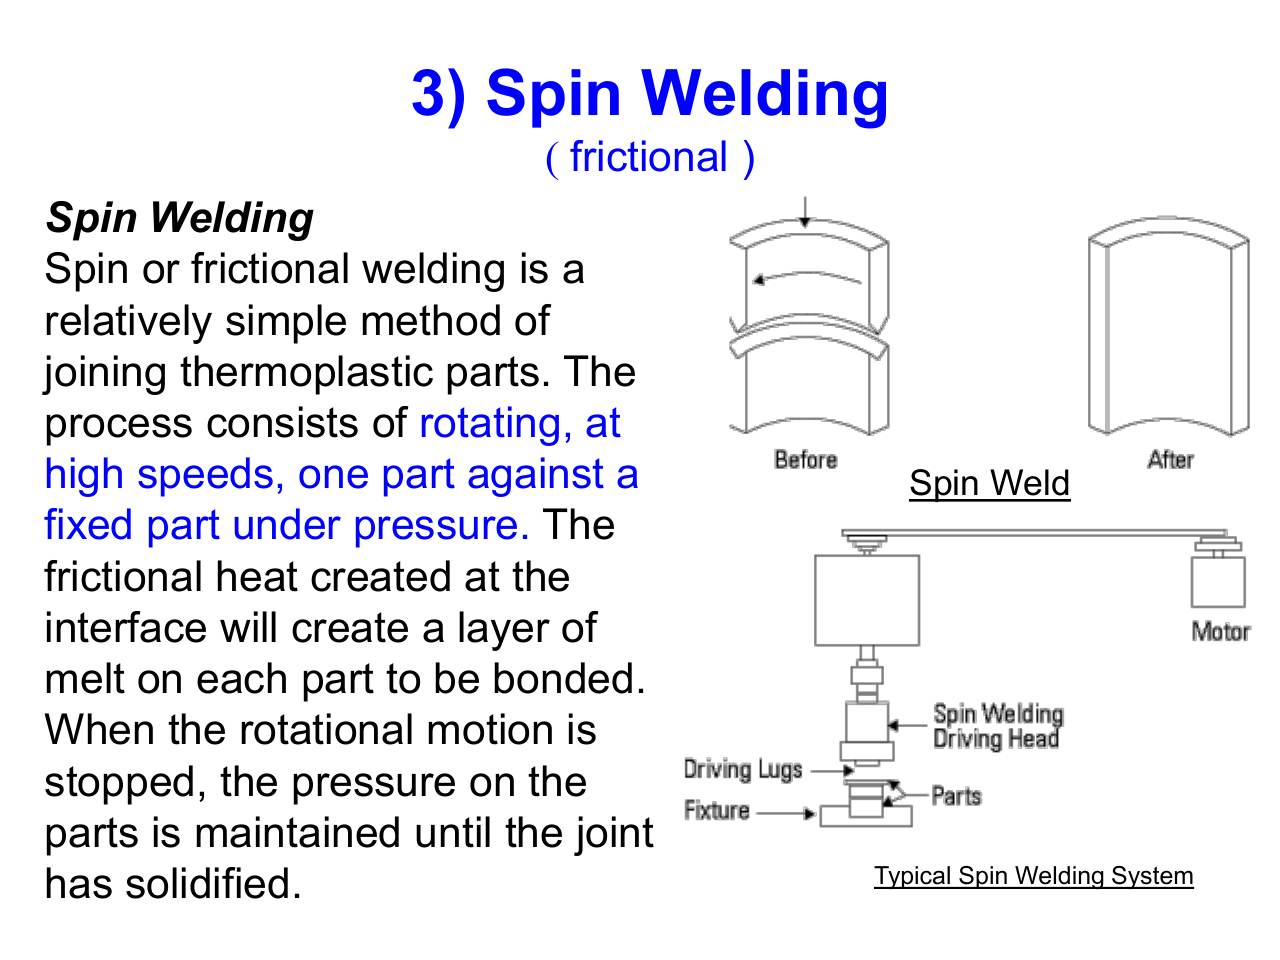 3) Spin Welding
( frictional )
Spin Welding
Spin or frictional welding is a
relatively simple method of
joining thermoplastic parts. The
process consists of rotating, at
high speeds, one part against a
fixed part under pressure. The
frictional heat created at the
interface will create a layer of
melt on each part to be bonded.
When the rotational motion is
stopped, the pressure on the
parts is maintained until the joint
has solidified.
Before
After
Spin Weld
Motor
Spin Welding
Driving Head
Driving Lugs
Parts
Fixture
Typical Spin Welding System